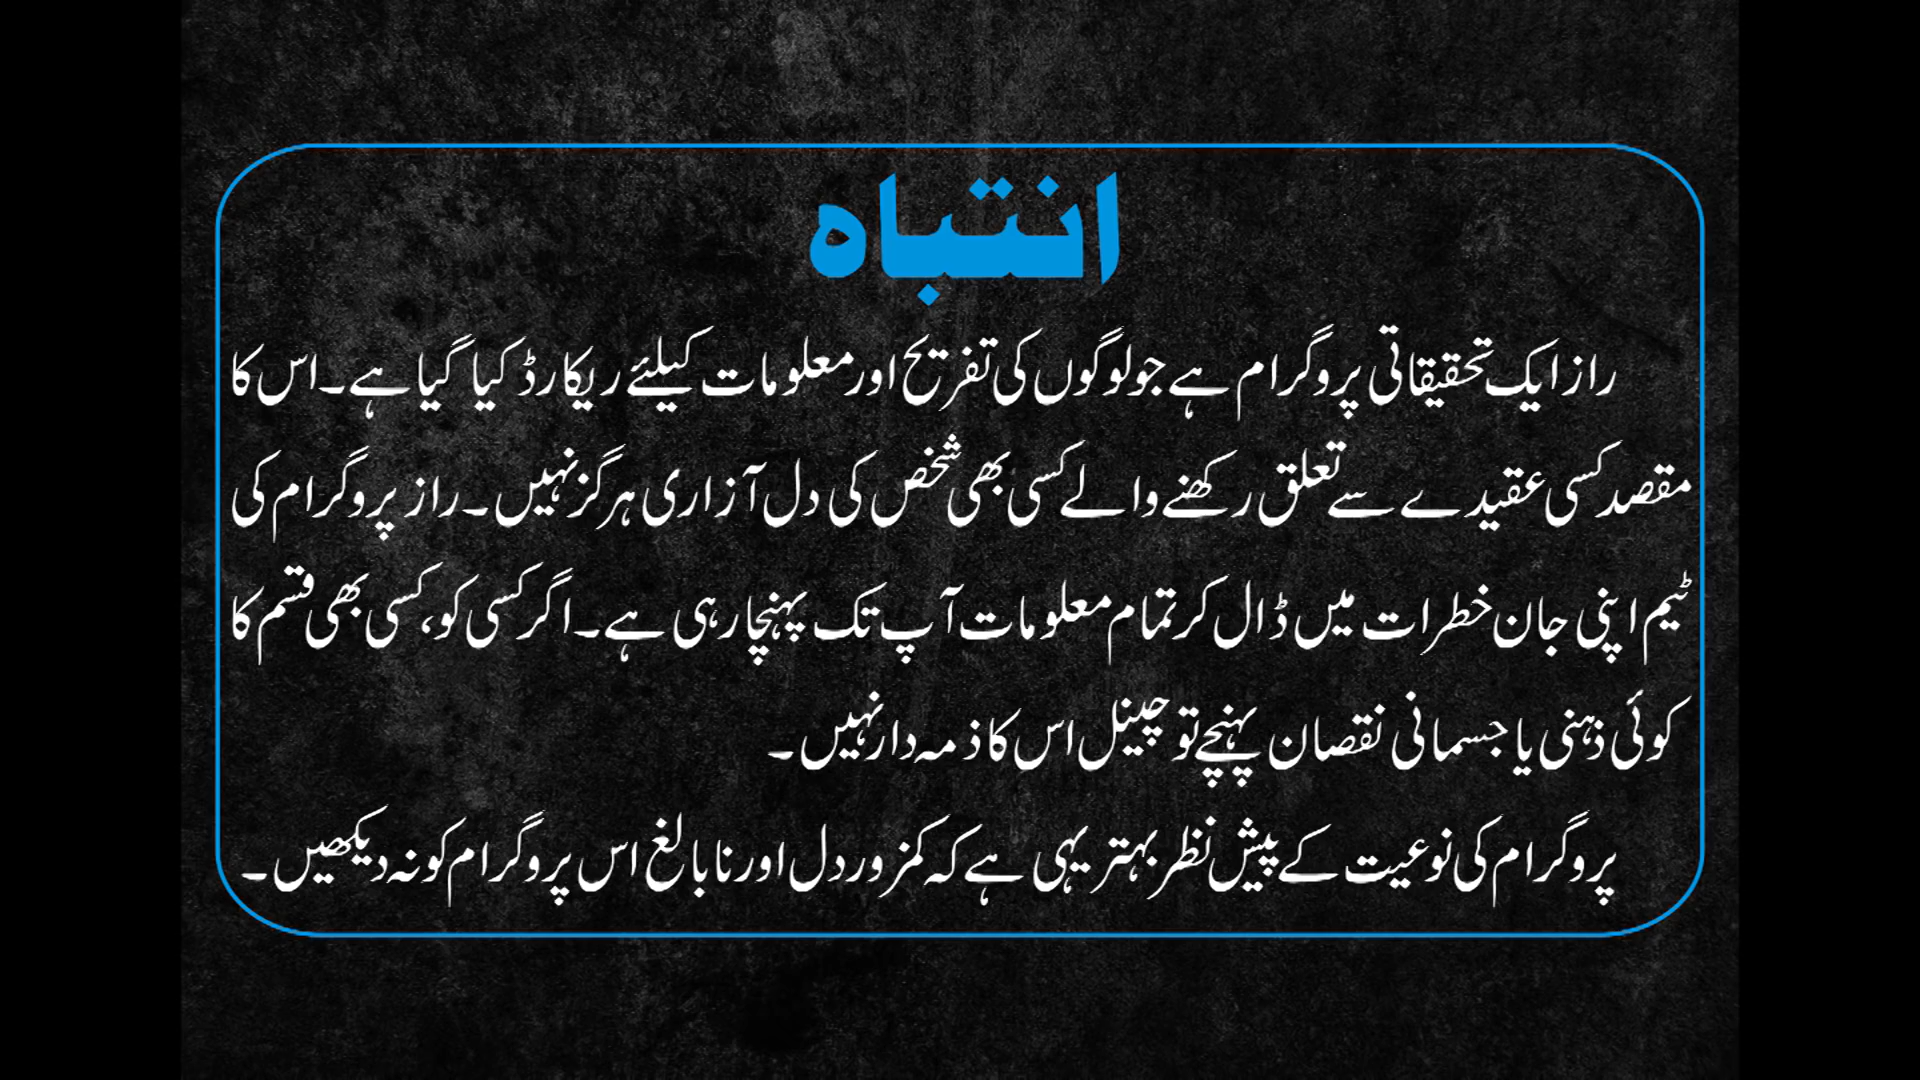 انتباہ
راز ایک تحقیقاتی پروگرام ہے جو لوگوں کی تفریح اور معلومات کیلئے ریکارڈ کیا گیا ہے۔ اس کا
مقصد کسی عقیدے سے تعلق رکھنے والے کسی بھی شخص کی دل آزاری ہرگز نہیں۔ راز پروگرام کی
ٹیم اپنی جان خطرات میں ڈال کر تمام معلومات آپ تک پہنچا رہی ہے۔ اگر کسی کو، کسی بھی قسم کا
کوئی ذہنی یا جسمانی نقصان پہنچے تو چینل اس کا ذمہ دار نہیں۔
پروگرام کی نوعیت کے پیش نظر بہتر یہی ہے کہ کمزور دل اور نابالغ اس پروگرام کو نہ دیکھیں۔